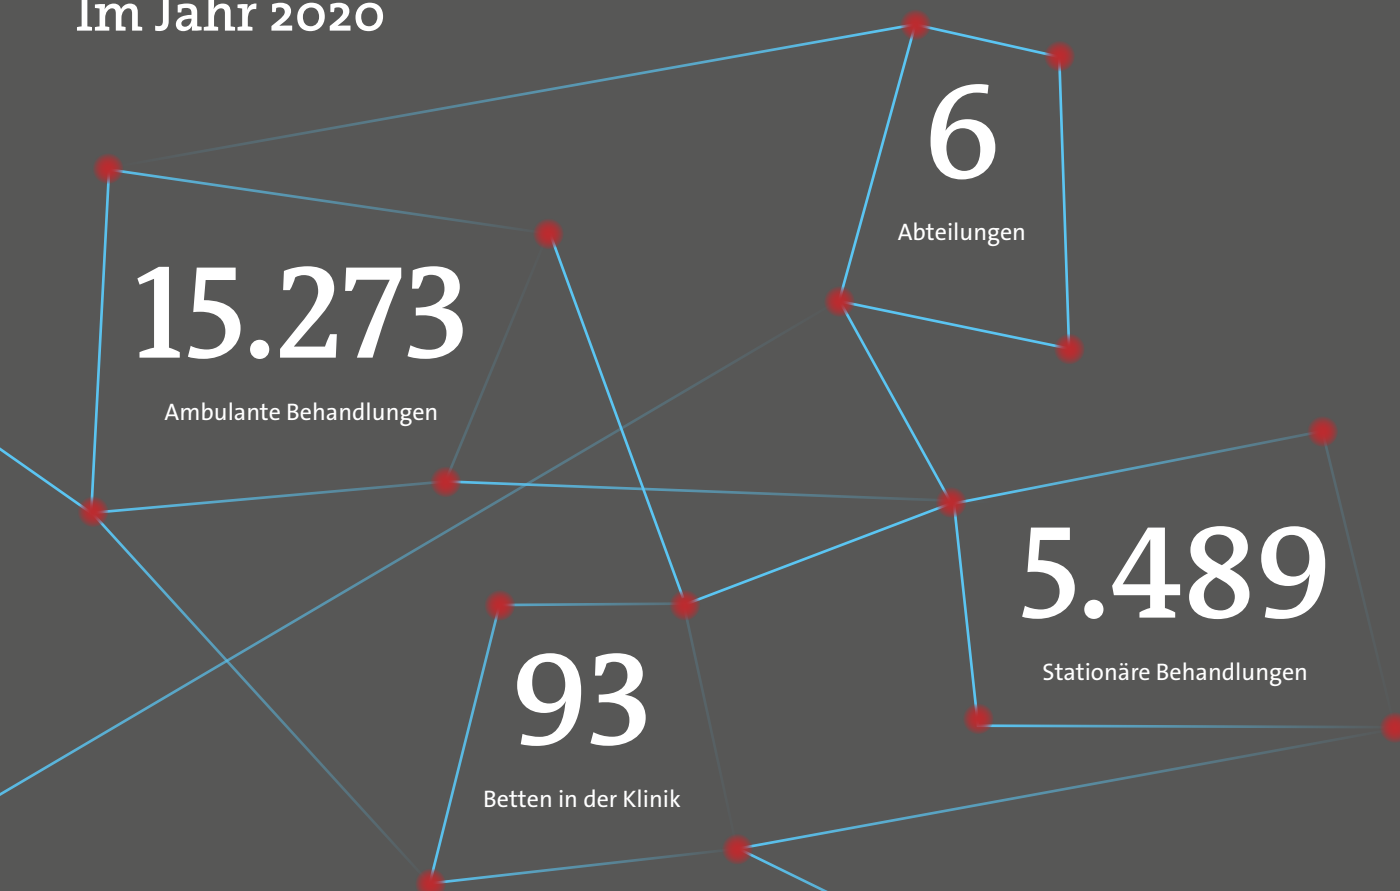 Im Jahr 2020
6
Abteilungen
15.273
Ambulante Behandlungen
5.489
Stationäre Behandlungen
93
Betten in der Klinik